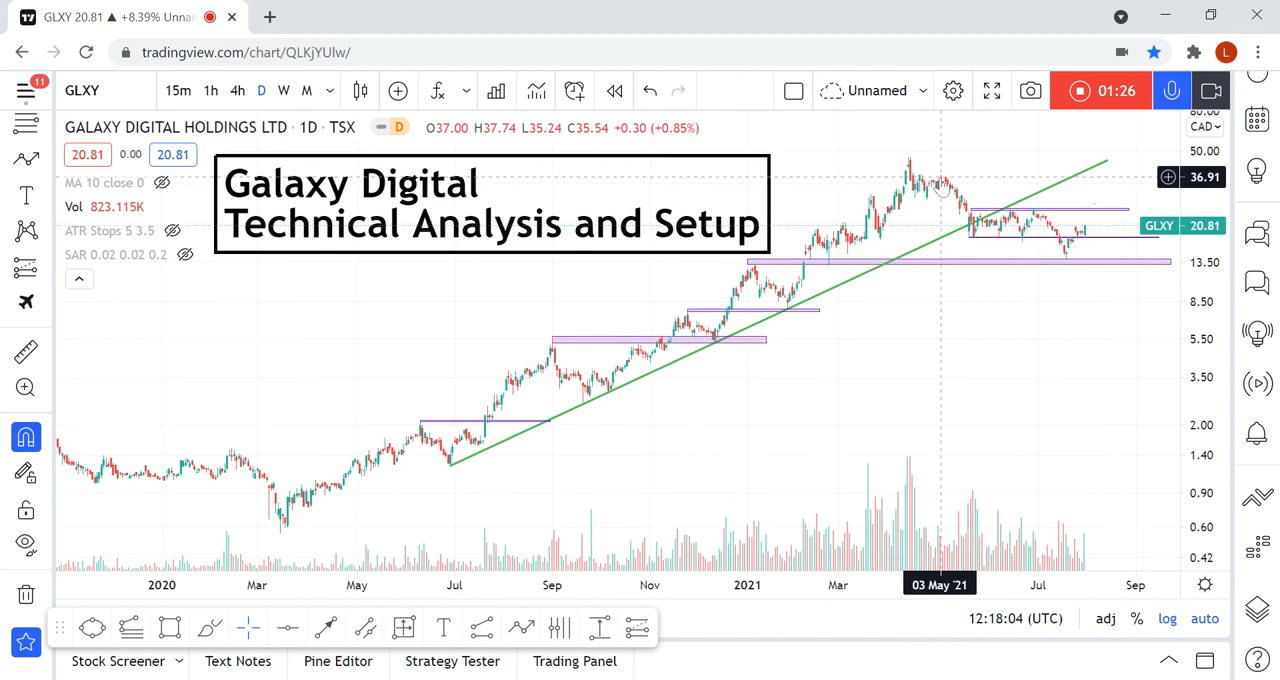 GLXY 20.81 ▲ +8.39% Unna
tradingview.com/chart/QLKjYUlw/
L
11
GLXY
15m 1h 4h D W M
Unnamed
01:26
GALAXY DIGITAL HOLDINGS LTD · 1D · TSX
D
O37.00 H37.74 L35.24 C35.54 +0.30 (+0.85%)
20.81 0.00 20.81
MA 10 close 0
Vol 823.115K
ATR Stops 5 3.5
SAR 0.02 0.02 0.2
Galaxy Digital
Technical Analysis and Setup
80.00
CAD
50.00
36.91
GLXY 20.81
13.50
8.50
5.50
3.50
2.00
1.40
0.90
0.60
0.42
2020 Mar May Jul Sep Nov 2021 Mar 03 May '21 Jul Sep
12:18:04 (UTC) adj % log auto
Stock Screener Text Notes Pine Editor Strategy Tester Trading Panel